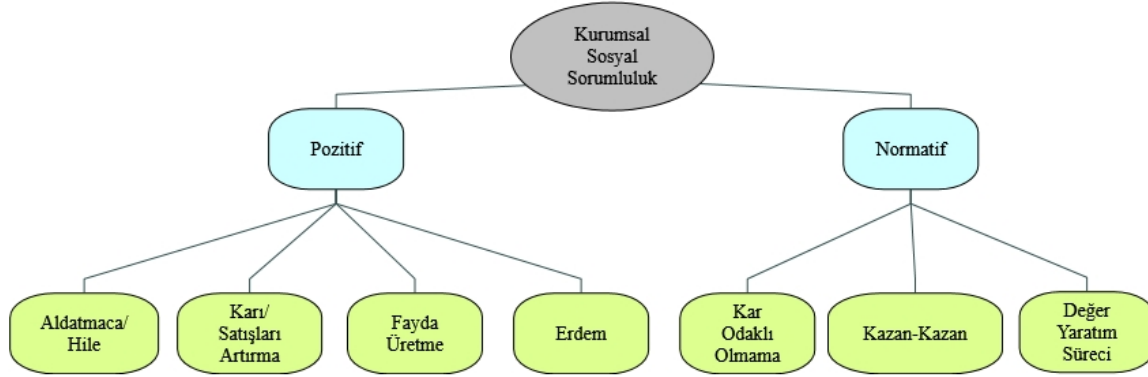 Kurumsal
Sosyal
Sorumluluk
Pozitif
Normatif
Aldatmaca/
Hile
Karı/
Satışları
Artırma
Fayda
Üretme
Erdem
Kar
Odaklı
Olmama
Kazan-Kazan
Değer
Yaratım
Süreci